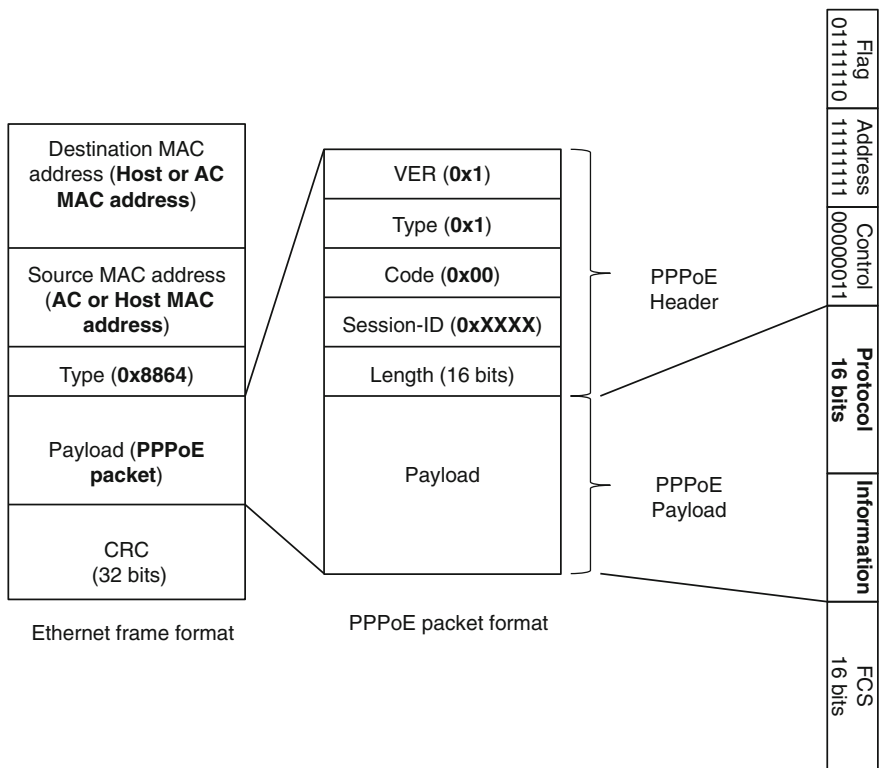 Destination MAC
address (Host or AC
MAC address)
Source MAC address
(AC or Host MAC
address)
Type (0x8864)
Payload (PPPoE
packet)
CRC
(32 bits)
Ethernet frame format
VER (0x1)
Type (0x1)
Code (0x00)
Session-ID (0xXXXX)
Length (16 bits)
Payload
PPPoE packet format
PPPoE
Header
PPPoE
Payload
Flag
01111110
Address
11111111
Control
00000011
Protocol
16 bits
Information
FCS
16 bits